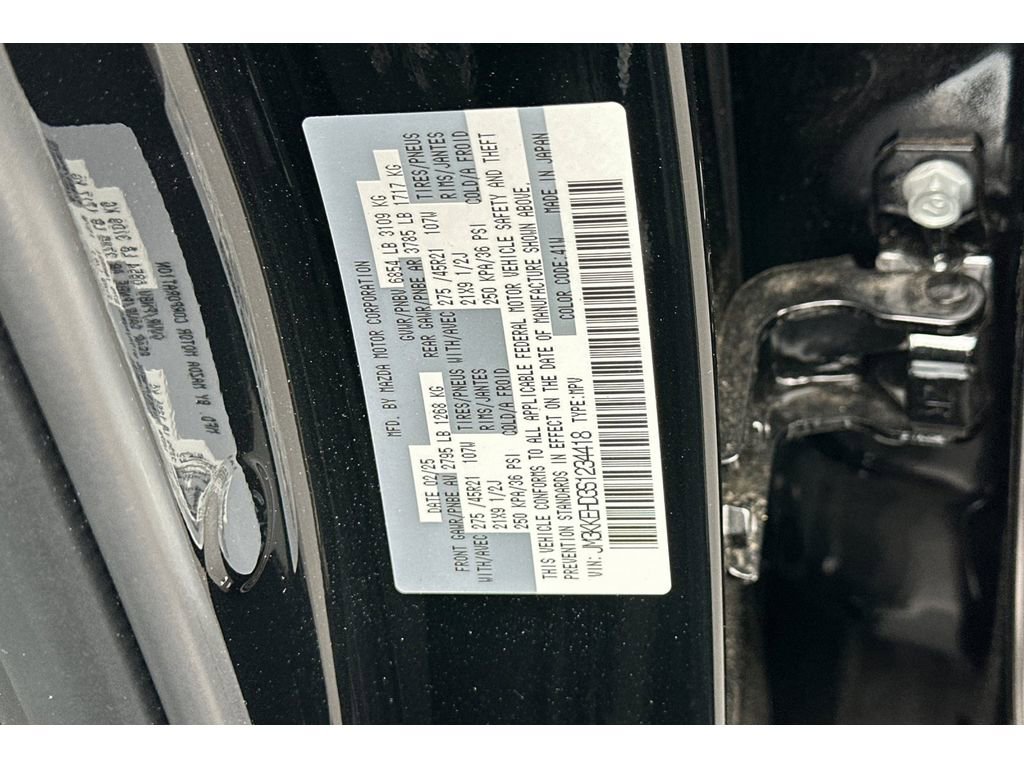 MFD. BY MAZDA MOTOR CORPORATION
DATE 02/25 GVWR/PNBV 6854 LB 3109 KG
FRONT GAWR/PNBE AV 2795 LB 1268 KG REAR GAWR/PNBE AR 3785 LB 1717 KG
WITH/AVEC 275 /45R21 107W TIRES/PNEUS WITH/AVEC 275 /45R21 107W TIRES/PNEUS
21X9 1/2J RIMS/JANTES 21X9 1/2J RIMS/JANTES
250 KPA/36 PSI COLD/A FROID 250 KPA/36 PSI COLD/A FROID
THIS VEHICLE CONFORMS TO ALL APPLICABLE FEDERAL MOTOR VEHICLE SAFETY AND THEFT
PREVENTION STANDARDS IN EFFECT ON THE DATE OF MANUFACTURE SHOWN ABOVE.
VIN: JM3KKEHD3S1234418 TYPE:MPV COLOR CODE:41W MADE IN JAPAN